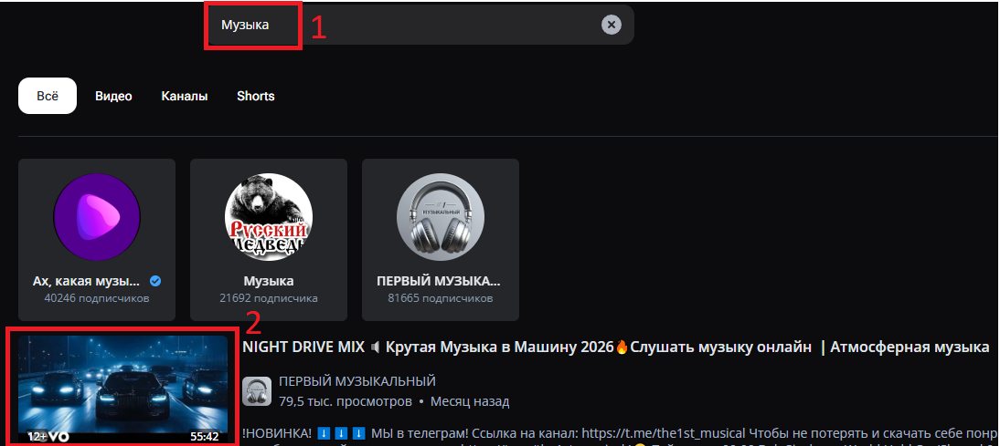 Музыка
1
Всё Видео Каналы Shorts
РУССКИЙ
МЕДВЕДЬ
МУЗЫКАЛЬНЫЙ
Ах, какая музы...
40246 подписчиков
Музыка
21692 подписчика
ПЕРВЫЙ МУЗЫКА...
81665 подписчиков
2
12+
vevo
55:42
NIGHT DRIVE MIX 🔈 Крутая Музыка в Машину 2026🔥Слушать музыку онлайн | Атмосферная музыка
ПЕРВЫЙ МУЗЫКАЛЬНЫЙ
79,5 тыс. просмотров • Месяц назад
!НОВИНКА! ⬇️ ⬇️ ⬇️ МЫ в телеграм! Ссылка на канал: https://t.me/the1st_musical Чтобы не потерять и скачать себе понр